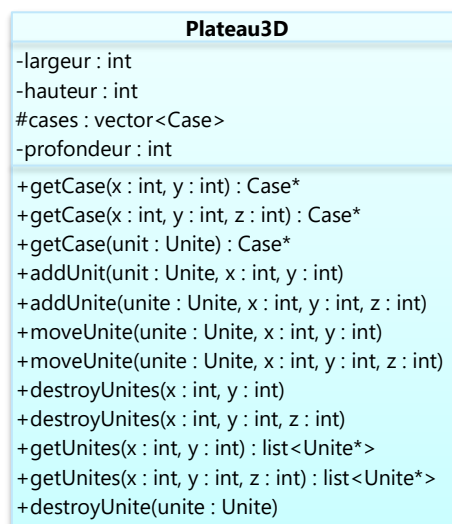 Plateau3D
-largeur : int
-hauteur : int
#cases : vector<Case>
-profondeur : int
+getCase(x : int, y : int) : Case*
+getCase(x : int, y : int, z : int) : Case*
+getCase(unit : Unite) : Case*
+addUnit(unit : Unite, x : int, y : int)
+addUnite(unite : Unite, x : int, y : int, z : int)
+moveUnite(unite : Unite, x : int, y : int)
+moveUnite(unite : Unite, x : int, y : int, z : int)
+destroyUnites(x : int, y : int)
+destroyUnites(x : int, y : int, z : int)
+getUnites(x : int, y : int) : list<Unite*>
+getUnites(x : int, y : int, z : int) : list<Unite*>
+destroyUnite(unite : Unite)